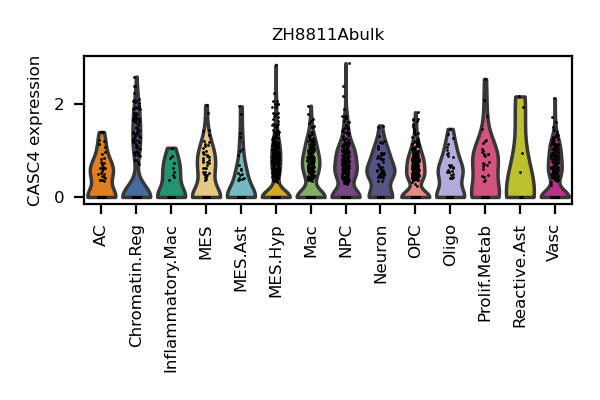 ZH8811Abulk
CASC4 expression
2
0
AC
Chromatin.Reg
Inflammatory.Mac
MES
MES.Ast
MES.Hyp
Mac
NPC
Neuron
OPC
Oligo
Prolif.Metab
Reactive.Ast
Vasc